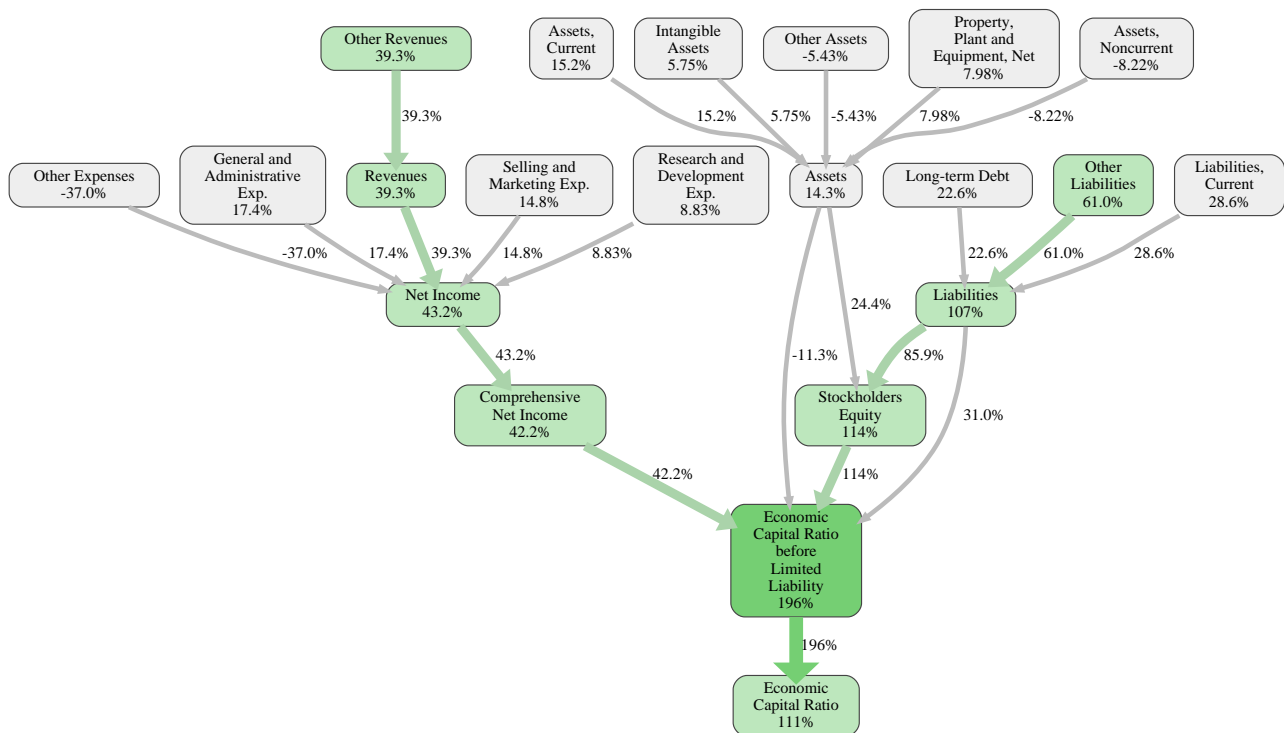 Other Revenues
39.3%
Assets,
Current
15.2%
Intangible
Assets
5.75%
Other Assets
-5.43%
Property,
Plant and
Equipment, Net
7.98%
Assets,
Noncurrent
-8.22%
39.3%
15.2%
5.75%
-5.43%
7.98%
-8.22%
Other Expenses
-37.0%
General and
Administrative
Exp.
17.4%
Revenues
39.3%
Selling and
Marketing Exp.
14.8%
Research and
Development
Exp.
8.83%
Assets
14.3%
Long-term Debt
22.6%
Other
Liabilities
61.0%
Liabilities,
Current
28.6%
-37.0%
17.4%
39.3%
14.8%
8.83%
22.6%
61.0%
28.6%
Net Income
43.2%
Liabilities
107%
24.4%
43.2%
-11.3%
85.9%
Comprehensive
Net Income
42.2%
Stockholders
Equity
114%
31.0%
42.2%
114%
Economic
Capital Ratio
before
Limited
Liability
196%
196%
Economic
Capital Ratio
111%